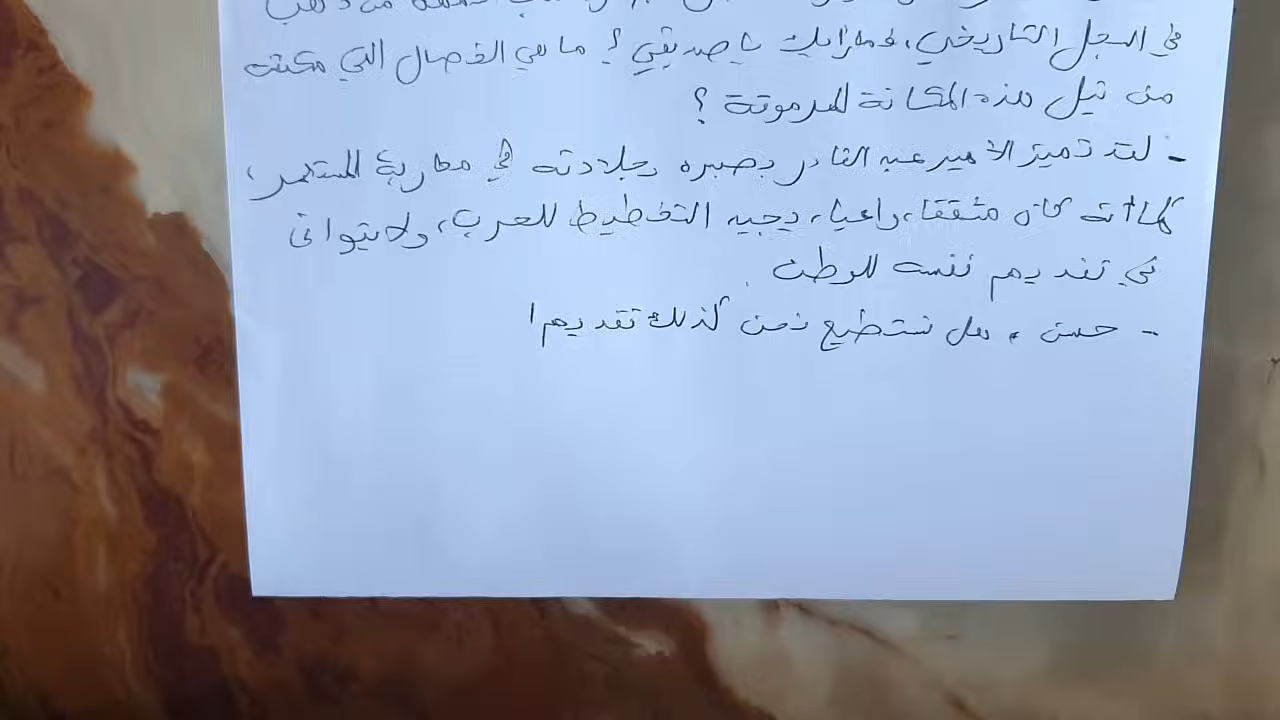 في السجل التاريخي، فما رأيك يا صديقي؟ ما هي الخصال التي مكنته
من نيل هذه المكانة المرموقة؟
- لقد تميز الأمير عبد القادر بصبره وجلادته في محاربة المستعمر،
كما أنه كان مثقفا، واعيا، يجيد التخطيط للحرب، ولا يتوانى
في تقديم نفسه للوطن.
- حسن، هل نستطيع نحن كذلك تقديم